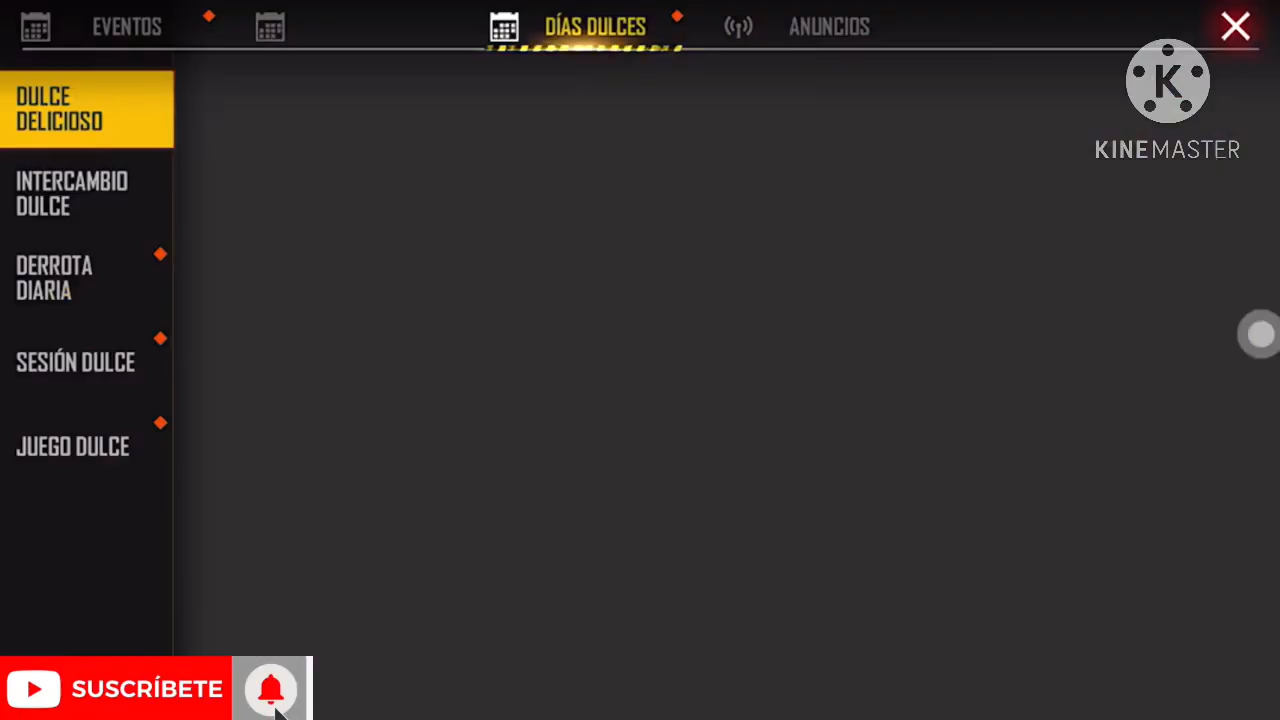 EVENTOS
DÍAS DULCES
ANUNCIOS
DULCE
DELICIOSO
INTERCAMBIO
DULCE
DERROTA
DIARIA
SESIÓN DULCE
JUEGO DULCE
K
KINEMASTER
SUSCRÍBETE